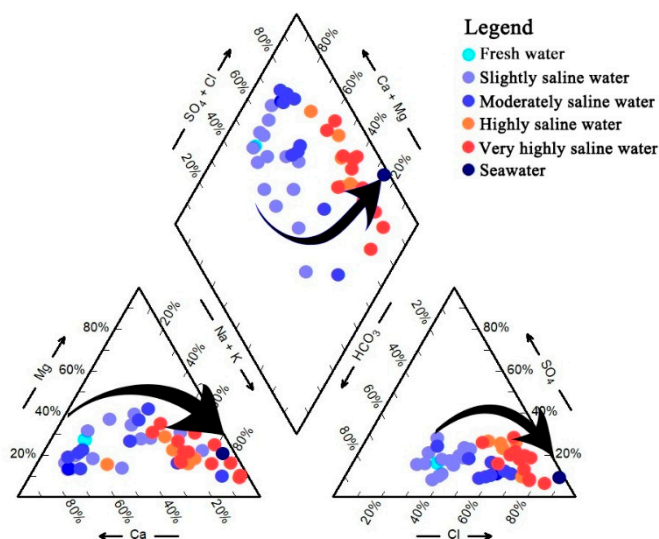 Legend
Fresh water
Slightly saline water
Moderately saline water
Highly saline water
Very highly saline water
Seawater
80% 80%
60% 60%
40% 40%
20% 20%
SO4 + Cl
Ca + Mg
Na + K
HCO3
Mg
80%
60%
40%
20%
20%
40%
60%
80%
80%
60%
40%
20%
Ca
20%
40%
60%
80%
SO4
80%
60%
40%
20%
20%
40%
60%
80%
Cl